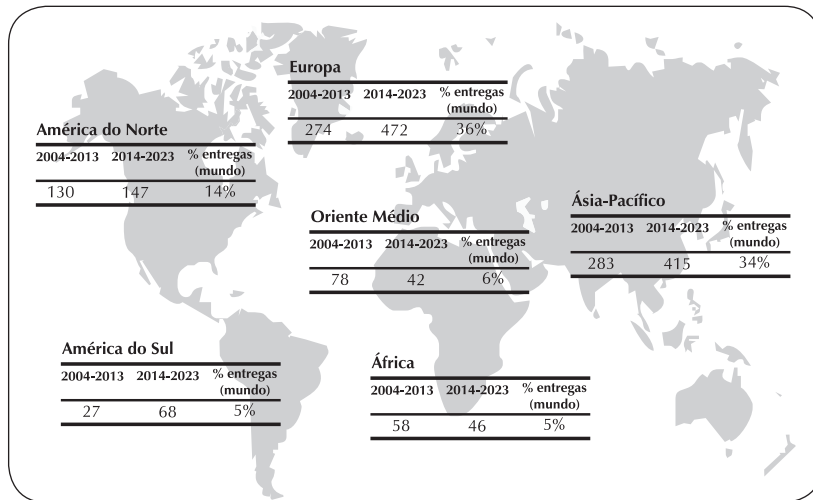 Europa
2004-2013 2014-2023 % entregas
(mundo)
274 472 36%
América do Norte
2004-2013 2014-2023 % entregas
(mundo)
130 147 14%
Oriente Médio
2004-2013 2014-2023 % entregas
(mundo)
78 42 6%
Ásia-Pacífico
2004-2013 2014-2023 % entregas
(mundo)
283 415 34%
América do Sul
2004-2013 2014-2023 % entregas
(mundo)
27 68 5%
África
2004-2013 2014-2023 % entregas
(mundo)
58 46 5%